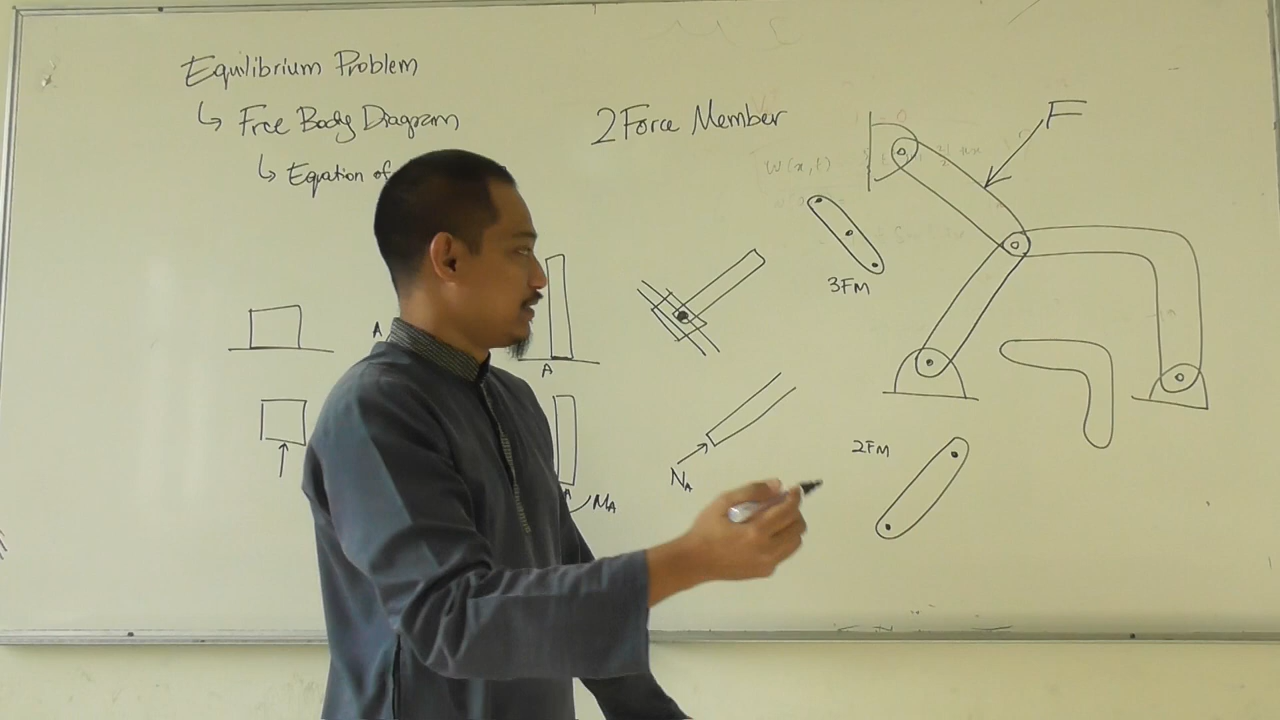 Equilibrium Problem
↳ Free Body Diagram
↳ Equation of
2 Force Member
F
W(x,t)
3FM
A
A
2FM
NA
A
MA